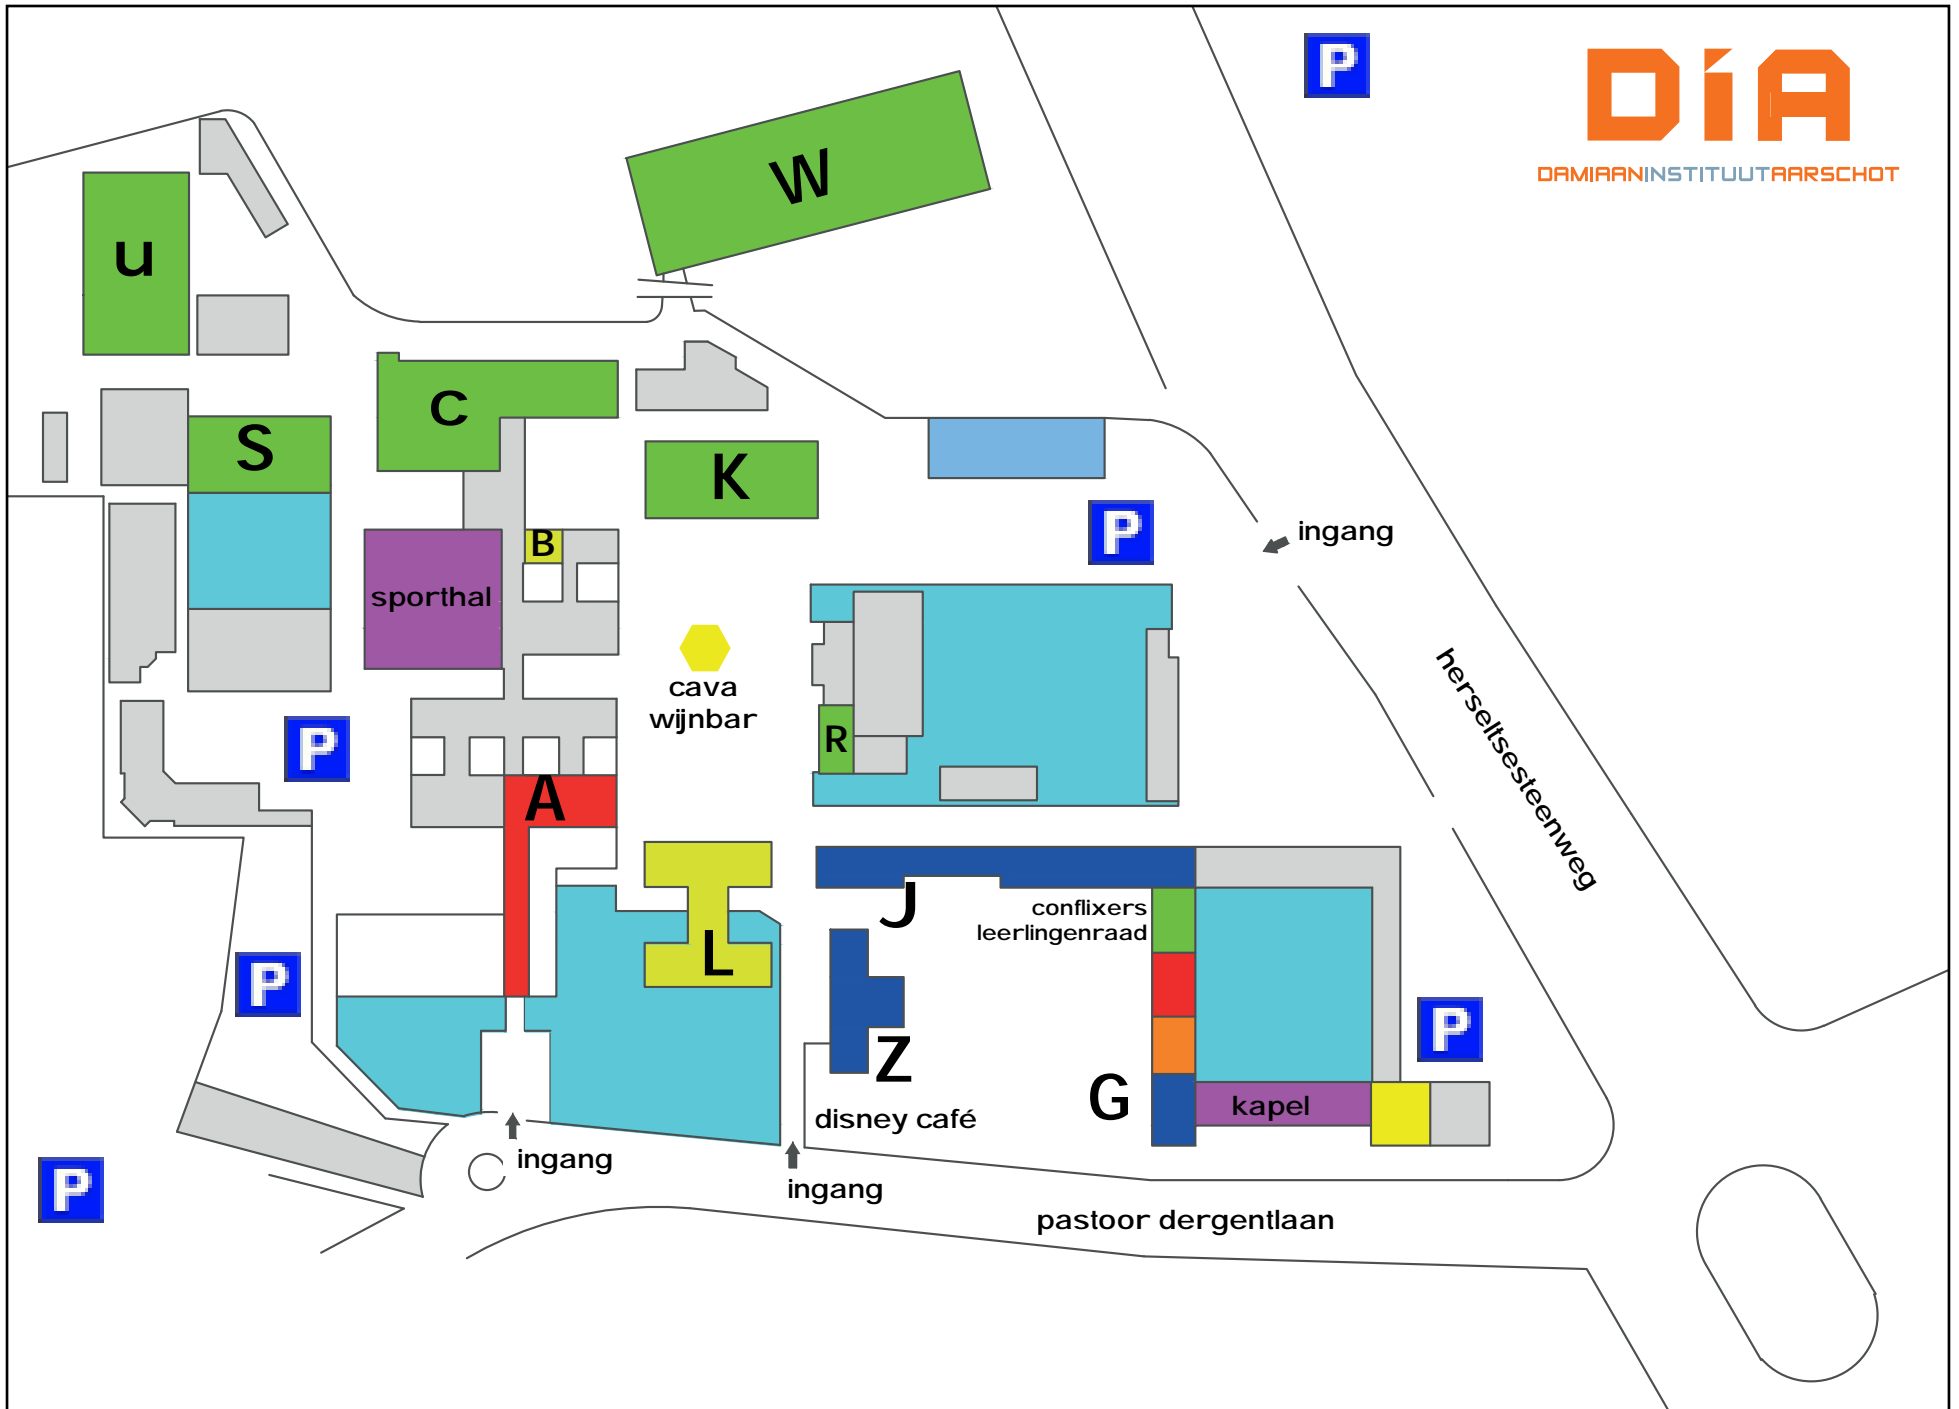 P
DiA
DAMIAANINSTITUUTAARSCHOT
W
u
C
S
K
P
ingang
B
sporthal
herseltsesteenweg
cava
wijnbar
R
P
A
J
conflixers
leerlingenraad
L
P
P
Z
G
kapel
disney café
ingang
ingang
P
pastoor dergentlaan